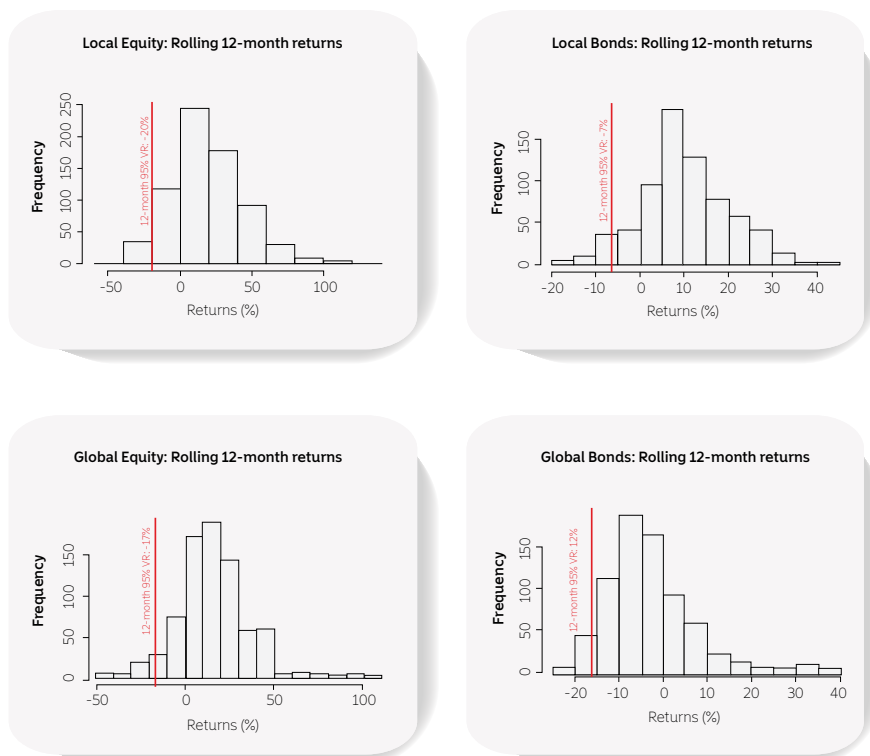 Local Equity: Rolling 12-month returns
Frequency
0 50 100 150 200 250
12-month 95% VR: -20%
-50 0 50 100
Returns (%)
Local Bonds: Rolling 12-month returns
Frequency
0 50 100 150
12-month 95% VR: -7%
-20 -10 0 10 20 30 40
Returns (%)
Global Equity: Rolling 12-month returns
Frequency
0 50 100 150
12-month 95% VR: -17%
-50 0 50 100
Returns (%)
Global Bonds: Rolling 12-month returns
Frequency
0 50 100 150
12-month 95% VR: 12%
-20 -10 0 10 20 30 40
Returns (%)